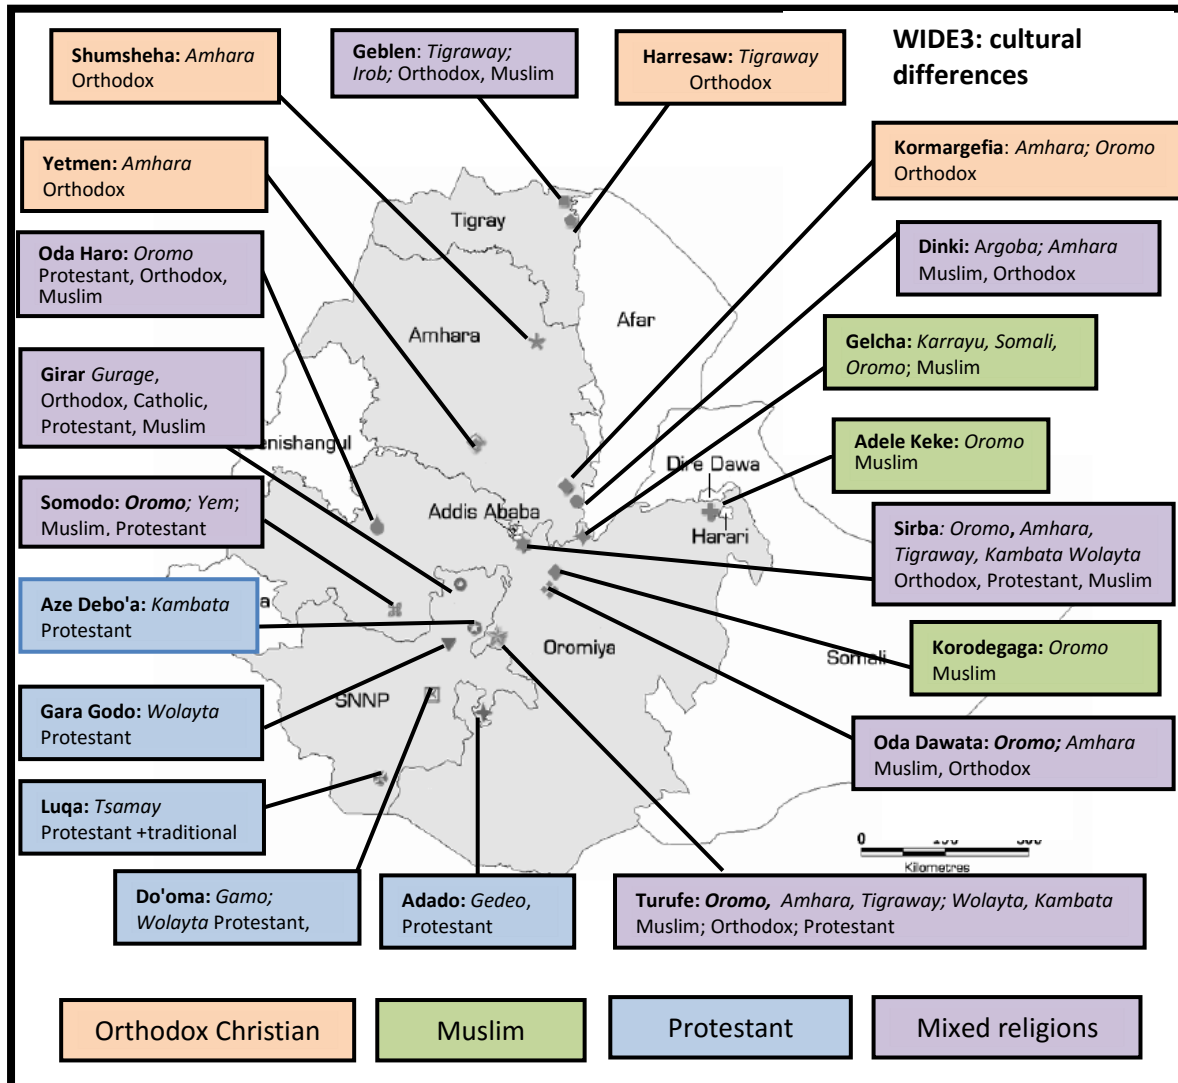 WIDE3: cultural
differences
Shumsheha: Amhara
Orthodox
Geblen: Tigraway;
Irob; Orthodox, Muslim
Harresaw: Tigraway
Orthodox
Yetmen: Amhara
Orthodox
Kormargefia: Amhara; Oromo
Orthodox
Oda Haro: Oromo
Protestant, Orthodox,
Muslim
Dinki: Argoba; Amhara
Muslim, Orthodox
Gelcha: Karrayu, Somali,
Oromo; Muslim
Girar Gurage,
Orthodox, Catholic,
Protestant, Muslim
Adele Keke: Oromo
Muslim
Somodo: Oromo; Yem;
Muslim, Protestant
Sirba: Oromo, Amhara,
Tigraway, Kambata Wolayta
Orthodox, Protestant, Muslim
Aze Debo'a: Kambata
Protestant
Korodegaga: Oromo
Muslim
Gara Godo: Wolayta
Protestant
Oda Dawata: Oromo; Amhara
Muslim, Orthodox
Luqa: Tsamay
Protestant +traditional
Do'oma: Gamo;
Wolayta Protestant,
Adado: Gedeo,
Protestant
Turufe: Oromo, Amhara, Tigraway; Wolayta, Kambata
Muslim; Orthodox; Protestant
Tigray
Afar
Amhara
enishangul
Dire Dawa
Addis Ababa
Harari
a
Oromiya
Somali
SNNP
0
Kilometres
Orthodox Christian
Muslim
Protestant
Mixed religions